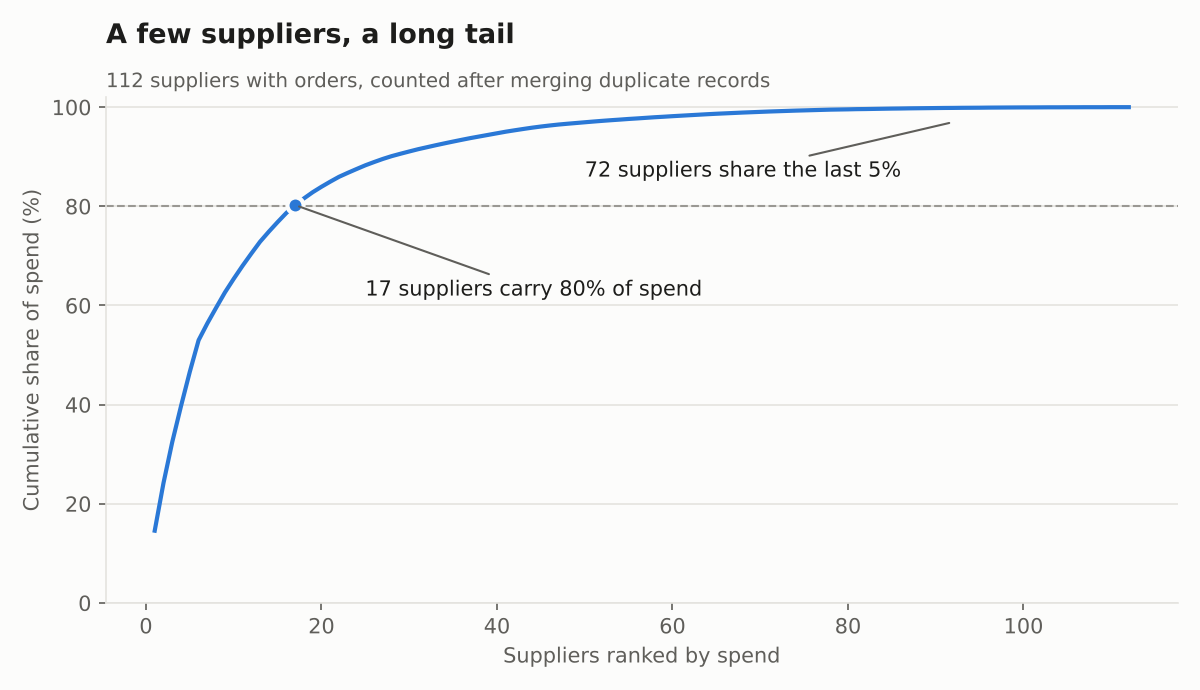 A few suppliers, a long tail
112 suppliers with orders, counted after merging duplicate records
Cumulative share of spend (%)
100
80
60
40
20
0
72 suppliers share the last 5%
17 suppliers carry 80% of spend
0 20 40 60 80 100
Suppliers ranked by spend